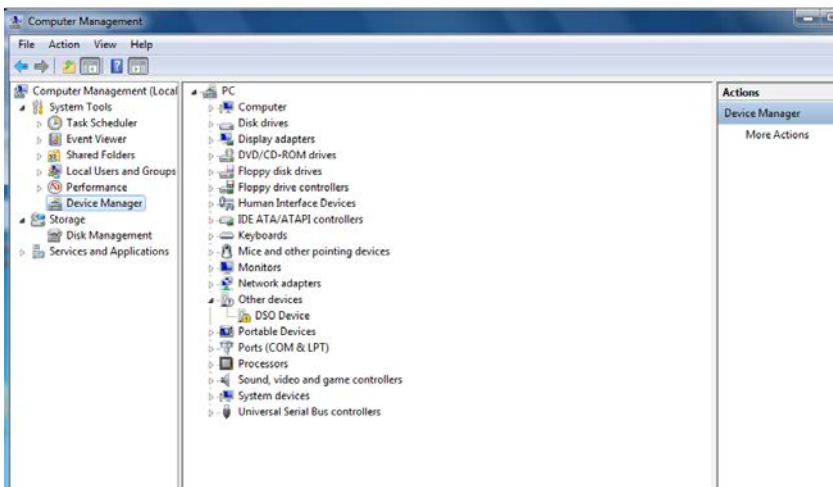 Computer Management
File Action View Help
Computer Management (Local
System Tools
Task Scheduler
Event Viewer
Shared Folders
Local Users and Groups
Performance
Device Manager
Storage
Disk Management
Services and Applications
PC
Computer
Disk drives
Display adapters
DVD/CD-ROM drives
Floppy disk drives
Floppy drive controllers
Human Interface Devices
IDE ATA/ATAPI controllers
Keyboards
Mice and other pointing devices
Monitors
Network adapters
Other devices
DSO Device
Portable Devices
Ports (COM & LPT)
Processors
Sound, video and game controllers
System devices
Universal Serial Bus controllers
Actions
Device Manager
More Actions